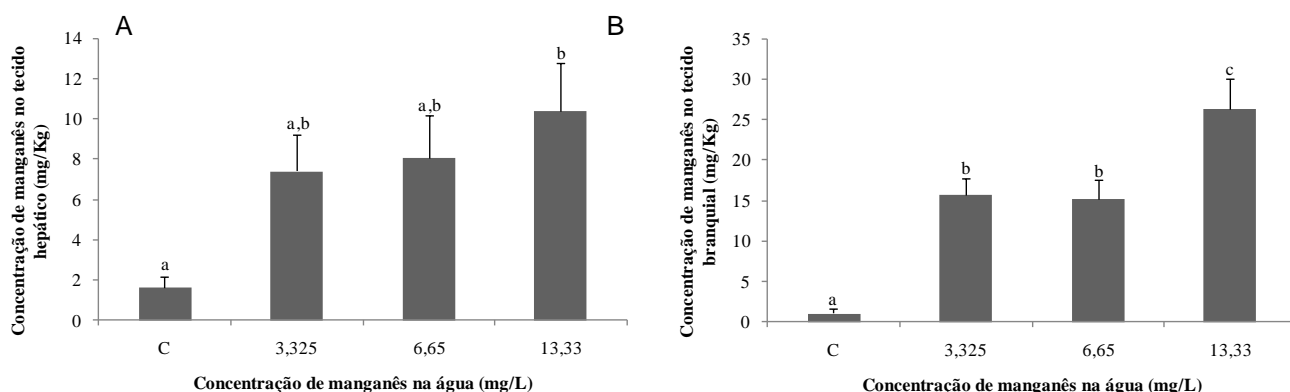 A
Concentração de manganês no tecido
hepático (mg/Kg)
14
12
10
8
6
4
2
0
a
a,b
a,b
b
C
3,325
6,65
13,33
Concentração de manganês na água (mg/L)
B
Concentração de manganês no tecido
branquial (mg/Kg)
35
30
25
20
15
10
5
0
a
b
b
c
C
3,325
6,65
13,33
Concentração de manganês na água (mg/L)